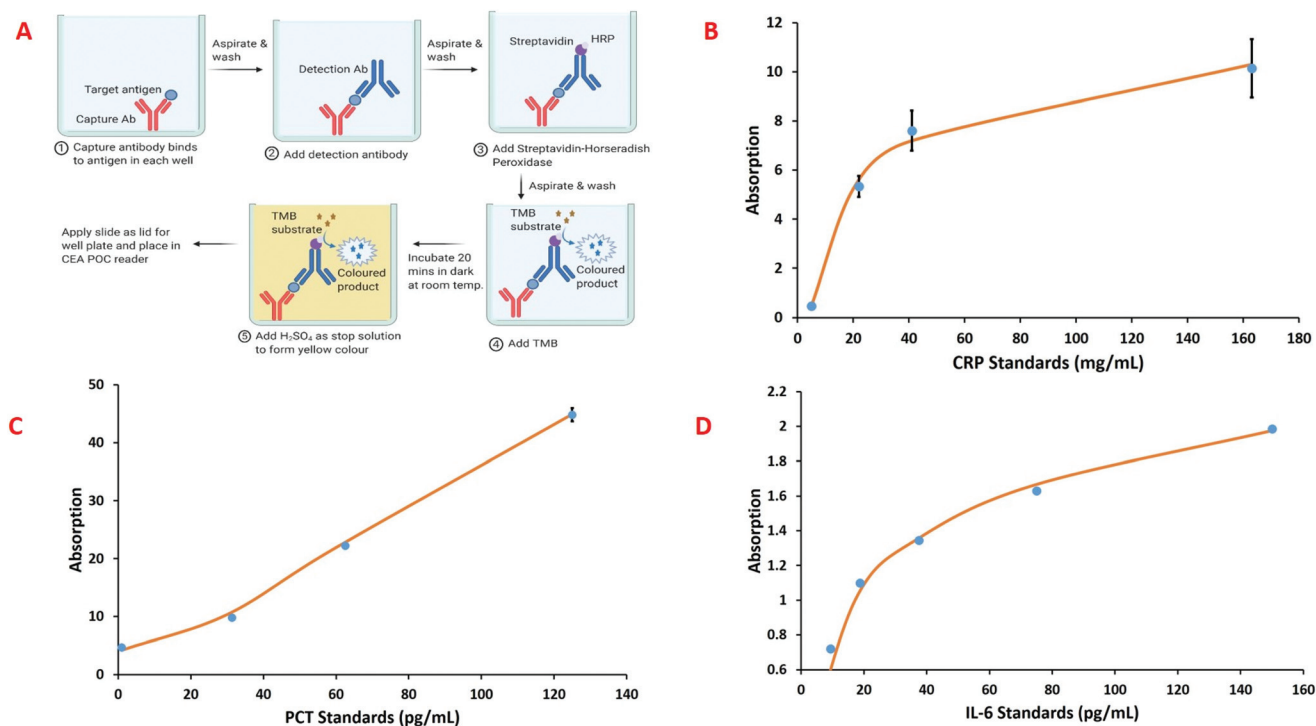 A
Target antigen
Capture Ab
① Capture antibody binds
to antigen in each well
Aspirate &
wash
Detection Ab
② Add detection antibody
Aspirate &
wash
Streptavidin
HRP
③ Add Streptavidin-Horseradish
Peroxidase
Aspirate & wash
TMB
substrate
Coloured
product
④ Add TMB
Incubate 20
mins in dark
at room temp.
TMB
substrate
Coloured
product
⑤ Add H₂SO₄ as stop solution
to form yellow colour
Apply slide as lid for
well plate and place in
CEA POC reader
B
Absorption
12
10
8
6
4
2
0
0 20 40 60 80 100 120 140 160 180
CRP Standards (mg/mL)
C
Absorption
50
40
30
20
10
0
0 20 40 60 80 100 120 140
PCT Standards (pg/mL)
D
Absorption
2.2
2
1.8
1.6
1.4
1.2
1
0.8
0.6
0 20 40 60 80 100 120 140 160
IL-6 Standards (pg/mL)